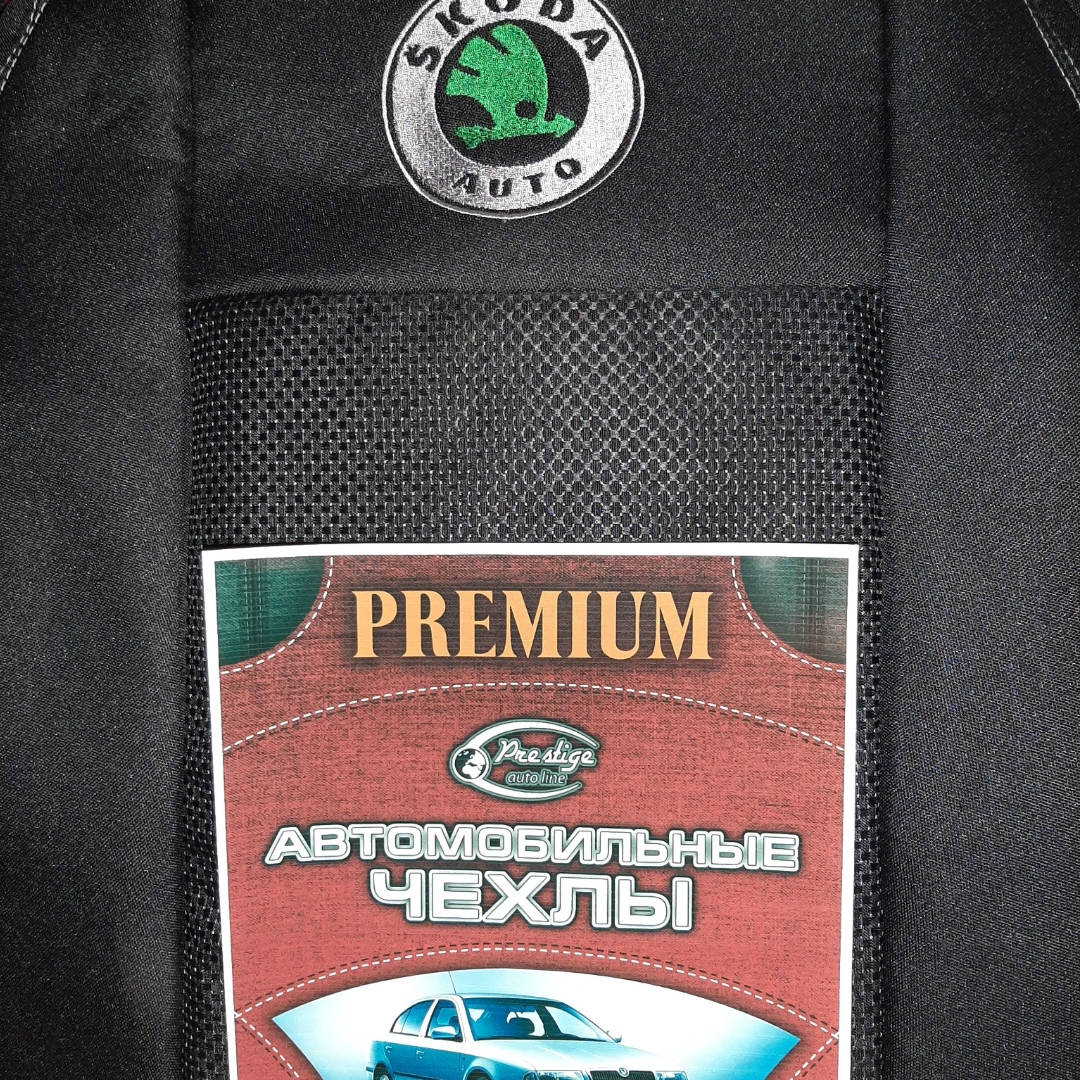 ŠKODA
AUTO
PREMIUM
Prestige
auto line
АВТОМОБИЛЬНЫЕ
ЧЕХЛЫ